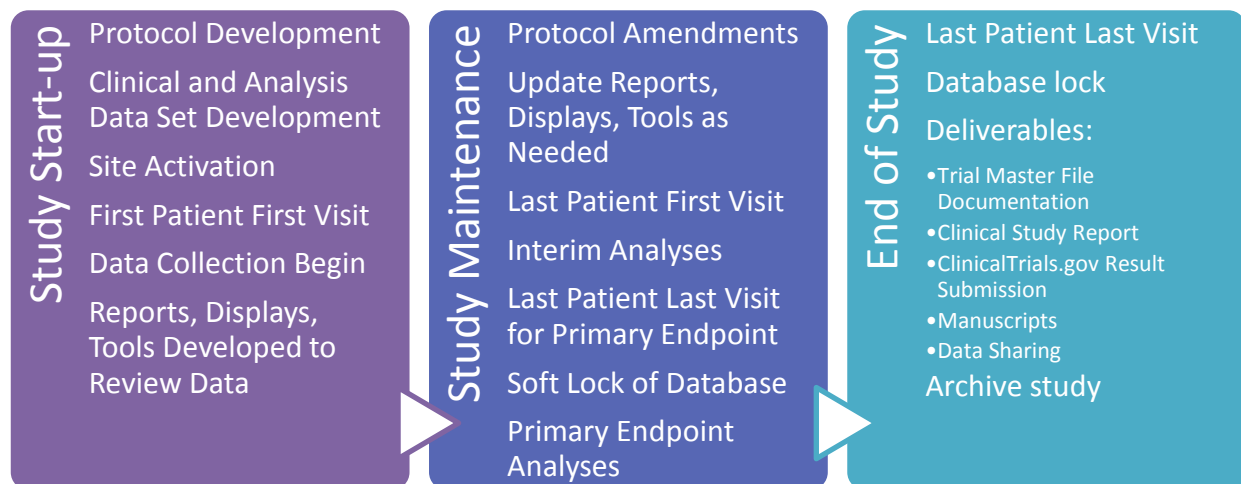 Study Start-up
Protocol Development
Clinical and Analysis
Data Set Development
Site Activation
First Patient First Visit
Data Collection Begin
Reports, Displays,
Tools Developed to
Review Data
Study Maintenance
Protocol Amendments
Update Reports,
Displays, Tools as
Needed
Last Patient First Visit
Interim Analyses
Last Patient Last Visit
for Primary Endpoint
Soft Lock of Database
Primary Endpoint
Analyses
End of Study
Last Patient Last Visit
Database lock
Deliverables:
•Trial Master File
Documentation
•Clinical Study Report
•ClinicalTrials.gov Result
Submission
•Manuscripts
•Data Sharing
Archive study